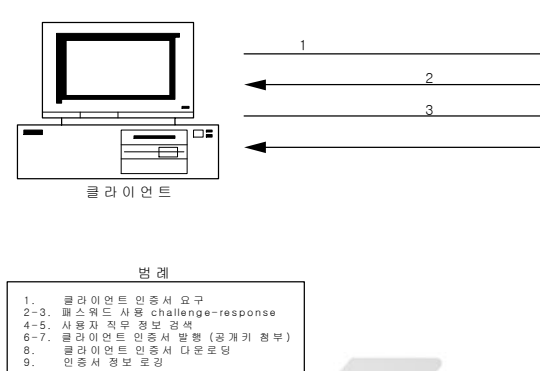 1
2
3
클라이언트
범례
1. 클라이언트 인증서 요구
2-3. 패스워드 사용 challenge-response
4-5. 사용자 직무 정보 검색
6-7. 클라이언트 인증서 발행 (공개키 첨부)
8. 클라이언트 인증서 다운로딩
9. 인증서 정보 로깅